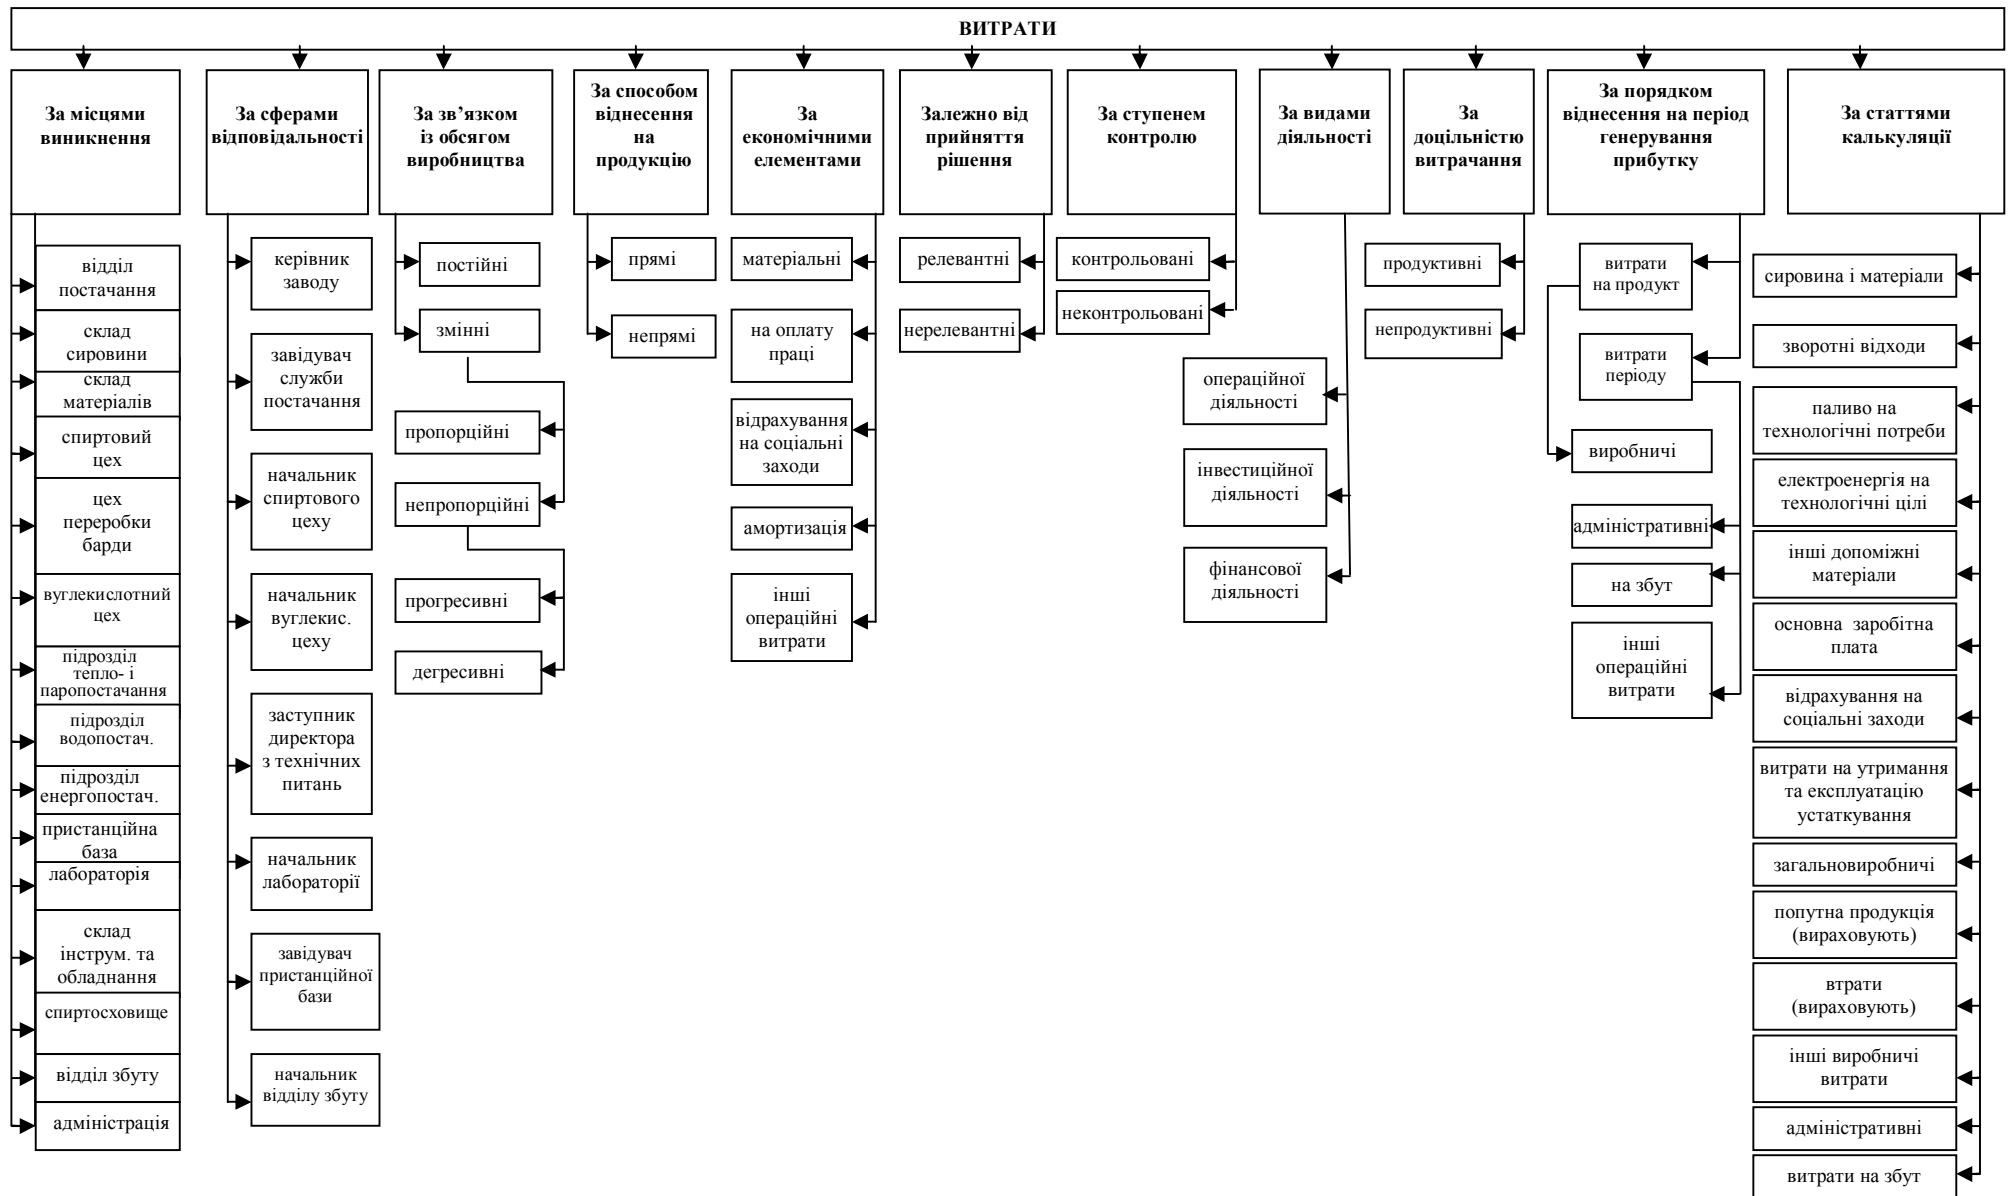 ВИТРАТИ
За місцями
виникнення
За сферами
відповідальності
За зв’язком
із обсягом
виробництва
За способом
віднесення
на
продукцію
За
економічними
елементами
Залежно від
прийняття
рішення
За ступенем
контролю
За видами
діяльності
За
доцільністю
витрачання
За порядком
віднесення на період
генерування
прибутку
За статтями
калькуляції
відділ
постачання
склад
сировини
склад
матеріалів
спиртовий
цех
цех
переробки
барди
вуглекислотний
цех
підрозділ
тепло- і
паропостачання
підрозділ
водопостач.
підрозділ
енергопостач.
пристанційна
база
лабораторія
склад
інструм. та
обладнання
спиртосховище
відділ збуту
адміністрація
керівник
заводу
завідувач
служби
постачання
начальник
спиртового
цеху
начальник
вуглекис.
цеху
заступник
директора
з технічних
питань
начальник
лабораторії
завідувач
пристанційної
бази
начальник
відділу збуту
постійні
змінні
пропорційні
непропорційні
прогресивні
дегресивні
прямі
непрямі
матеріальні
на оплату
праці
відрахування
на соціальні
заходи
амортизація
інші
операційні
витрати
релевантні
нерелевантні
контрольовані
неконтрольовані
операційної
діяльності
інвестиційної
діяльності
фінансової
діяльності
продуктивні
непродуктивні
витрати
на продукт
витрати
періоду
виробничі
адміністративні
на збут
інші
операційні
витрати
сировина і матеріали
зворотні відходи
паливо на
технологічні потреби
електроенергія на
технологічні цілі
інші допоміжні
матеріали
основна заробітна
плата
відрахування на
соціальні заходи
витрати на утримання
та експлуатацію
устаткування
загальновиробничі
попутна продукція
(вираховують)
втрати
(вираховують)
інші виробничі
витрати
адміністративні
витрати на збут